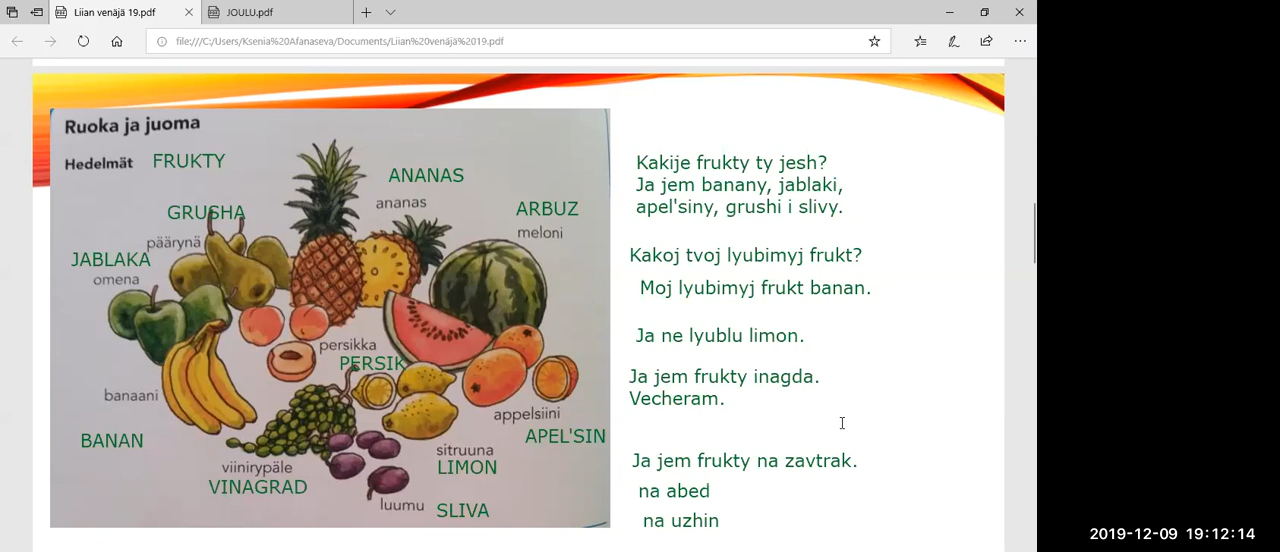 Liian venäjä 19.pdf
JOULU.pdf
file:///C:/Users/Ksenia%20Afanaseva/Documents/Liian%20venäjä%2019.pdf
Ruoka ja juoma
Hedelmät FRUKTY
ANANAS
ananas
GRUSHA
päärynä
ARBUZ
meloni
JABLAKA
omena
persikka
PERSIK
banaani
BANAN
appelsiini
APEL'SIN
sitruuna
LIMON
viinirypäle
VINAGRAD
luumu SLIVA
Kakije frukty ty jesh?
Ja jem banany, jablaki,
apel'siny, grushi i slivy.
Kakoj tvoj lyubimyj frukt?
Moj lyubimyj frukt banan.
Ja ne lyublu limon.
Ja jem frukty inagda.
Vecheram.
Ja jem frukty na zavtrak.
na abed
na uzhin
2019-12-09 19:12:14